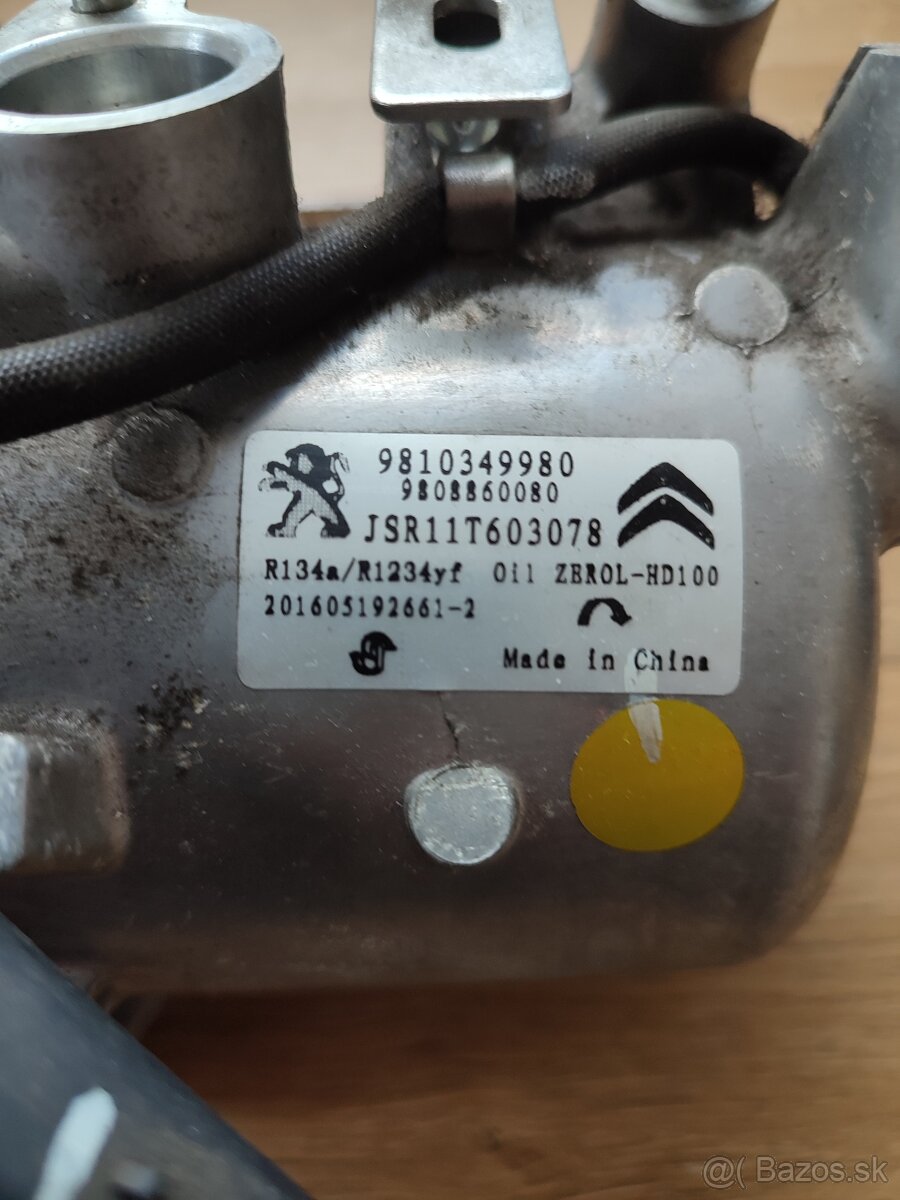 9810349980
9808860080
JSR11T603078
R134a/R1234yf Oil ZEROL-HD100
201605192661-2
Made in China
@( Bazos.sk